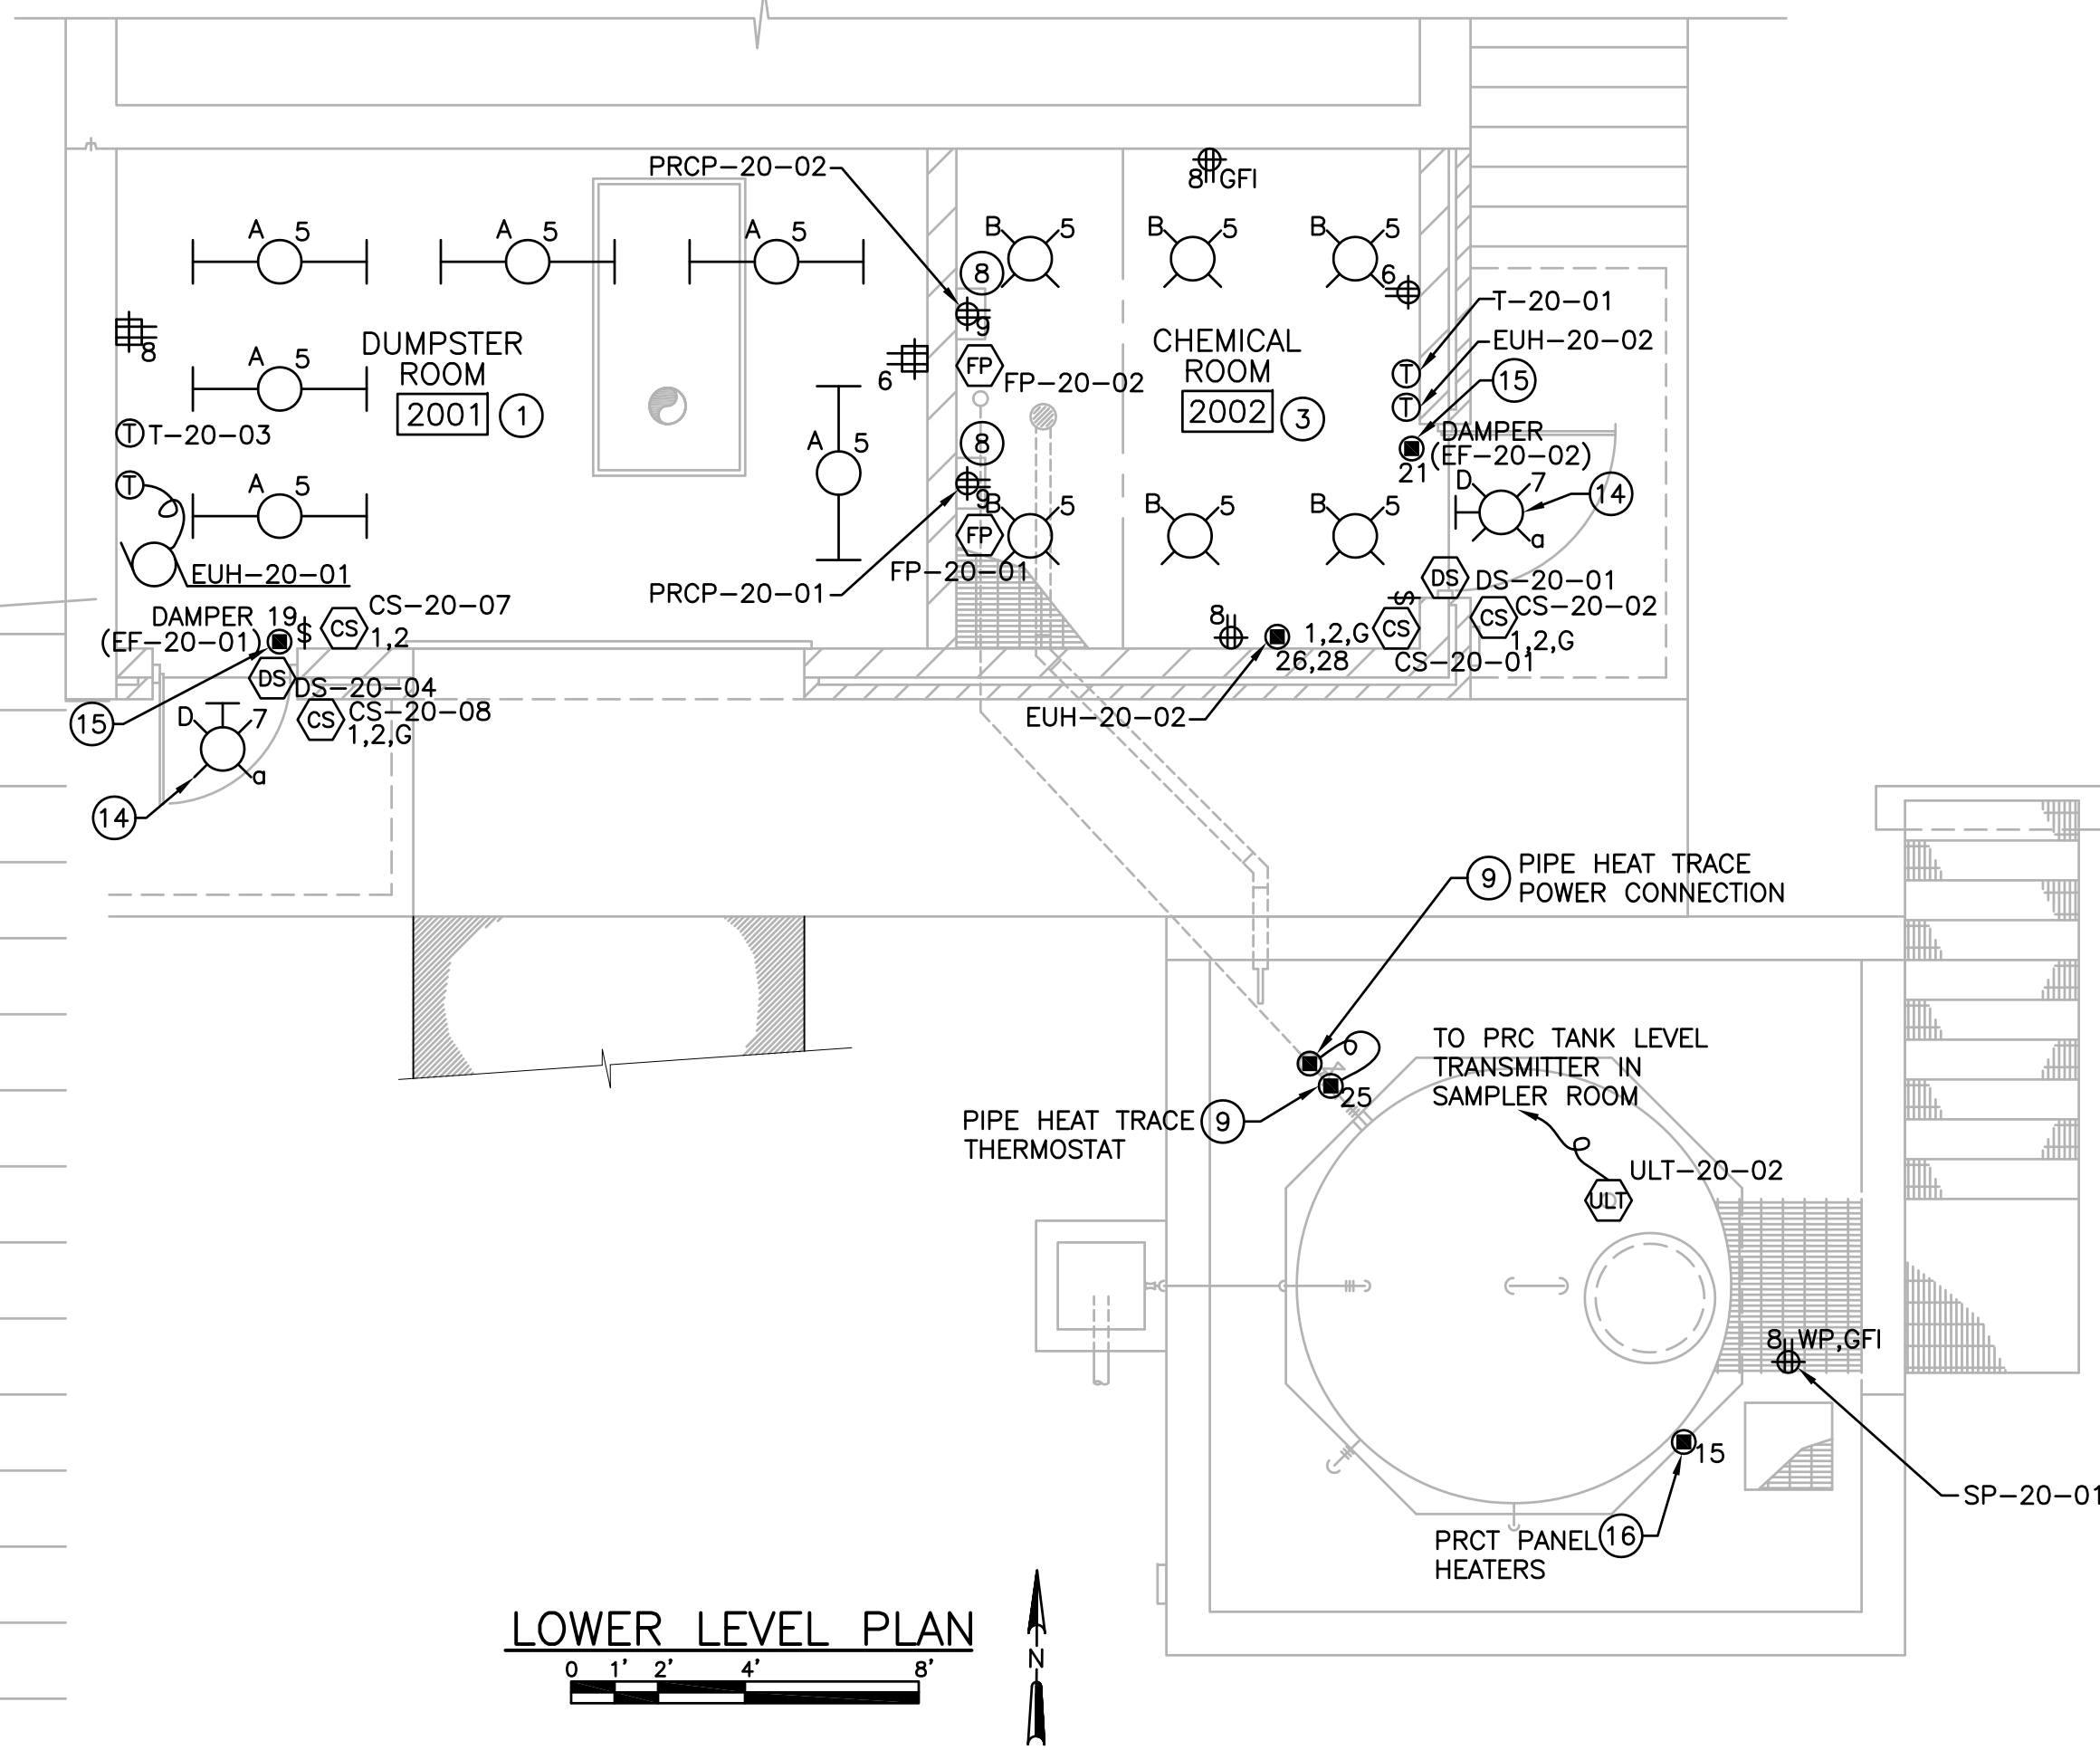 PRCP-20-02
8 GFI
A 5
A 5
A 5
B 5
B 5
B 5
8
6
9
T-20-01
EUH-20-02
8
DUMPSTER
ROOM
2001 1
A 5
6
FP
FP-20-02
CHEMICAL
ROOM
2002 3
T
T
15
T T-20-03
T
A 5
A 5
8
9
DAMPER
(EF-20-02)
21
B 5
B 5
B 5
D 7
a
14
FP
FP-20-01
EUH-20-01
PRCP-20-01
DS
DS-20-01
DAMPER 19
(EF-20-01)
$
CS
CS-20-07
1,2
8
1,2,G
26,28
$
CS
CS-20-01
CS
CS-20-02
1,2,G
DS
DS-20-04
CS
CS-20-08
1,2,G
15
D 7
a
14
EUH-20-02
9 PIPE HEAT TRACE
POWER CONNECTION
TO PRC TANK LEVEL
TRANSMITTER IN
SAMPLER ROOM
25
PIPE HEAT TRACE 9
THERMOSTAT
ULT
ULT-20-02
8 WP,GFI
15
SP-20-01
PRCT PANEL 16
HEATERS
LOWER LEVEL PLAN
0 1' 2' 4' 8'
N